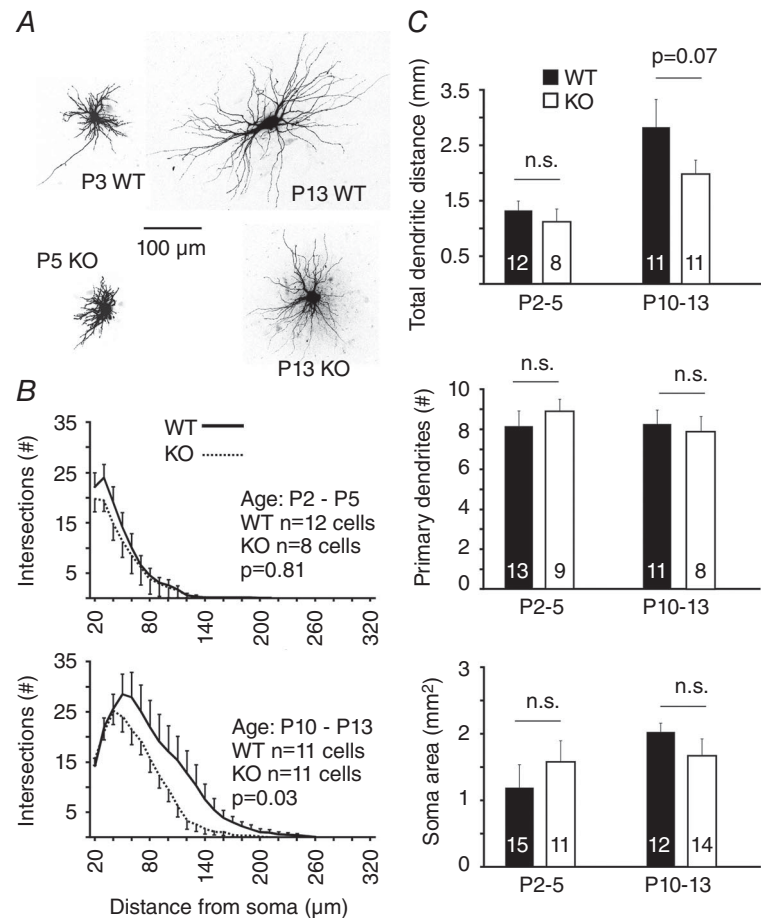 A
P3 WT
P13 WT
100 µm
P5 KO
P13 KO
B
Intersections (#)
35
25
15
5
WT
KO
Age: P2 - P5
WT n=12 cells
KO n=8 cells
p=0.81
20
80
140
200
260
320
Intersections (#)
35
25
15
5
Age: P10 - P13
WT n=11 cells
KO n=11 cells
p=0.03
20
80
140
200
260
320
Distance from soma (µm)
C
WT
KO
Total dendritic distance (mm)
3.5
2.5
1.5
0.5
n.s.
p=0.07
12
8
11
11
P2-5
P10-13
Primary dendrites (#)
10
8
6
4
2
0
n.s.
n.s.
13
9
11
8
P2-5
P10-13
Soma area (mm²)
3
2
1
0
n.s.
n.s.
15
11
12
14
P2-5
P10-13